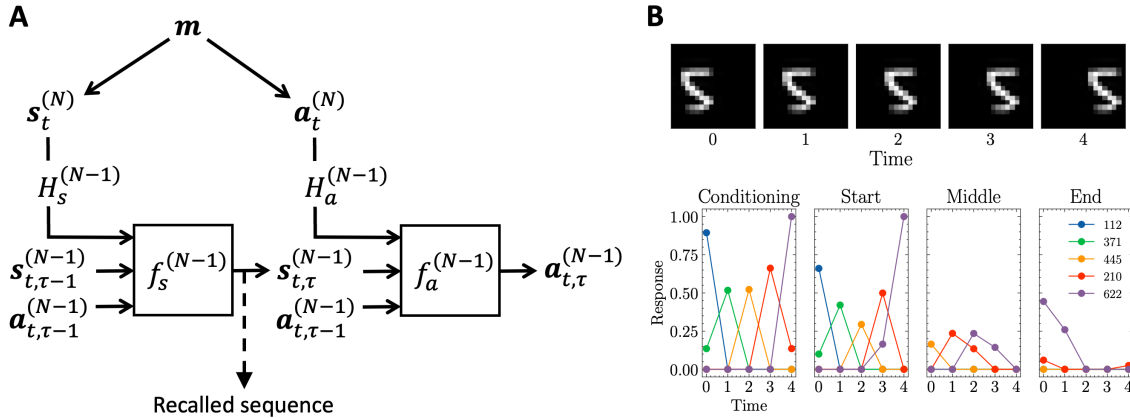 A
m
s_t^{(N)} a_t^{(N)}
H_s^{(N-1)} H_a^{(N-1)}
s_{t,τ-1}^{(N-1)} f_s^{(N-1)} s_{t,τ}^{(N-1)} f_a^{(N-1)} a_{t,τ}^{(N-1)}
a_{t,τ-1}^{(N-1)} a_{t,τ-1}^{(N-1)}
Recalled sequence
B
0 1 2 3 4
Time
Conditioning Start Middle End
1.00
0.75
0.50
0.25
0.00
Response
112
371
445
210
622
0 1 2 3 4 0 1 2 3 4 0 1 2 3 4 0 1 2 3 4
Time